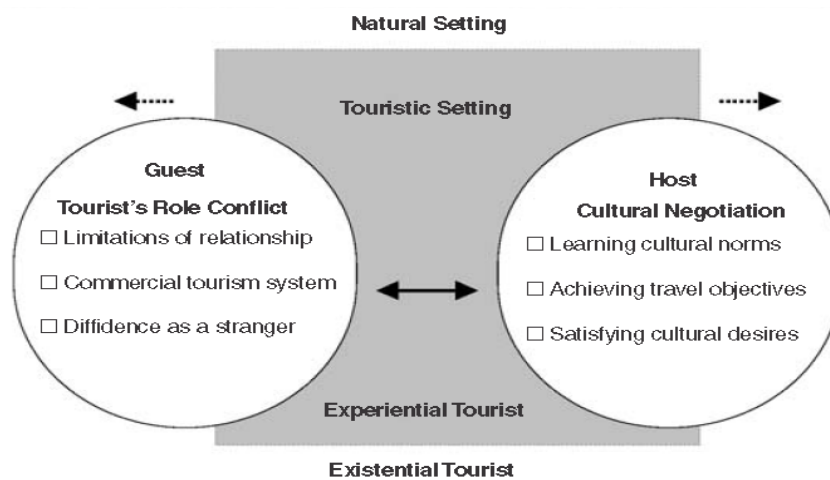 Natural Setting
Touristic Setting
Guest
Tourist's Role Conflict
☐ Limitations of relationship
☐ Commercial tourism system
☐ Diffidence as a stranger
Host
Cultural Negotiation
☐ Learning cultural norms
☐ Achieving travel objectives
☐ Satisfying cultural desires
Experiential Tourist
Existential Tourist